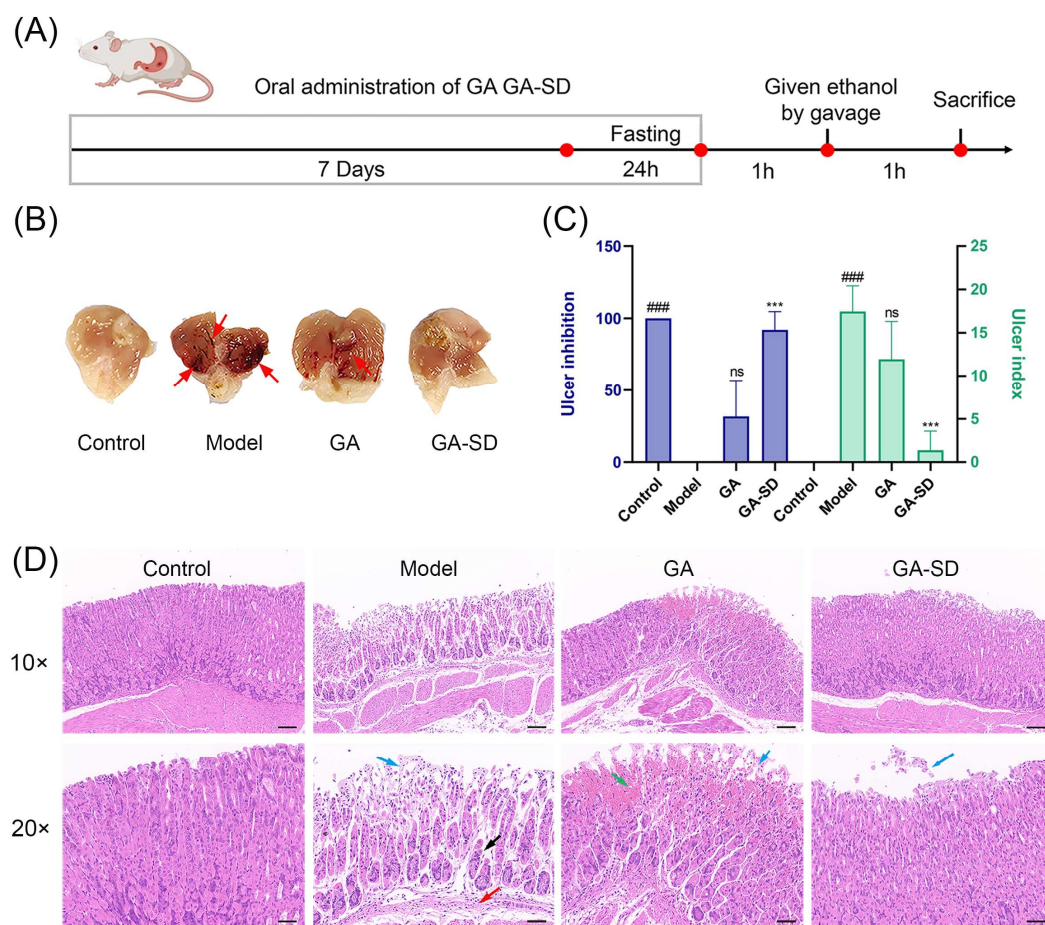 (A)
Oral administration of GA GA-SD
Given ethanol
by gavage
Sacrifice
Fasting
7 Days
24h
1h
1h
(B)
Control
Model
GA
GA-SD
(C)
Ulcer inhibition
150
100
50
0
###
ns
***
###
ns
***
25
20
15
10
5
0
Ulcer index
Control
Model
GA
GA-SD
Control
Model
GA
GA-SD
(D)
Control
Model
GA
GA-SD
10×
20×